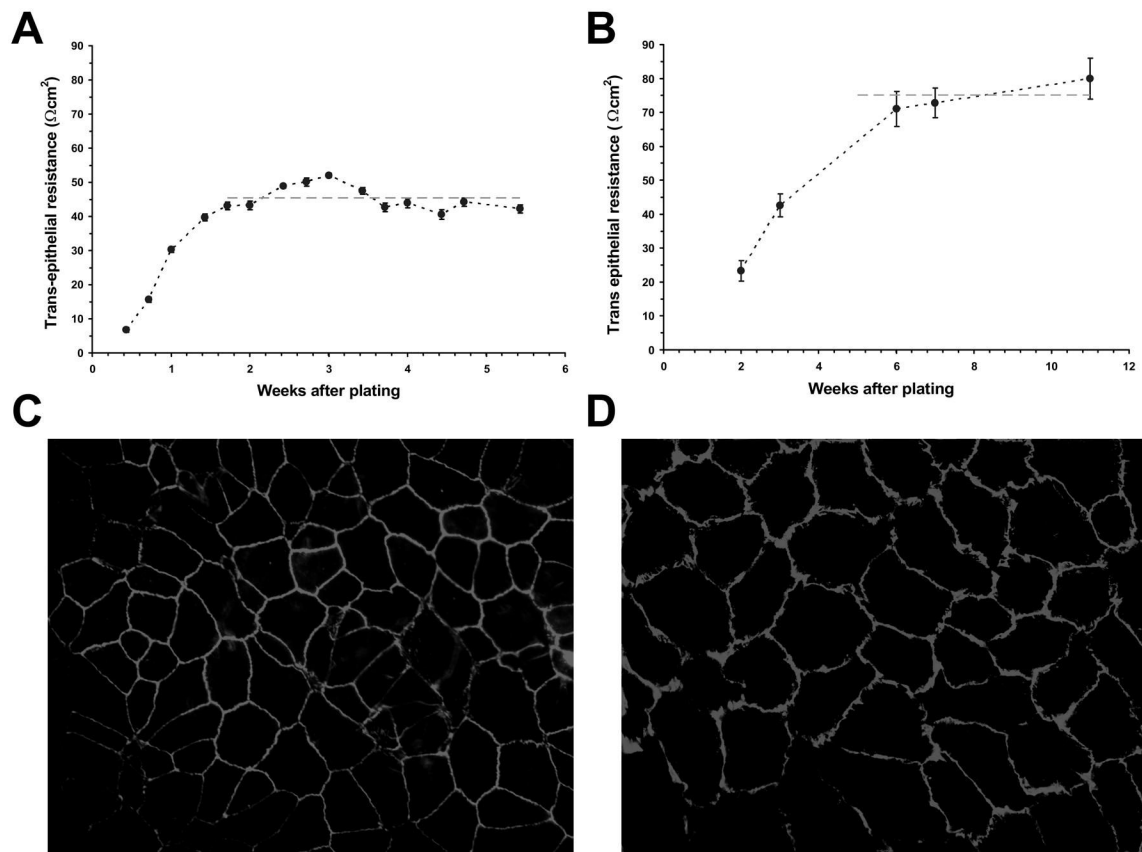 A
B
90
80
70
60
50
40
30
20
10
0
Trans-epithelial resistance (Ωcm²)
0 1 2 3 4 5 6
Weeks after plating
90
80
70
60
50
40
30
20
10
0
Trans epithelial resistance ( Ωcm²)
0 2 4 6 8 10 12
Weeks after plating
C
D